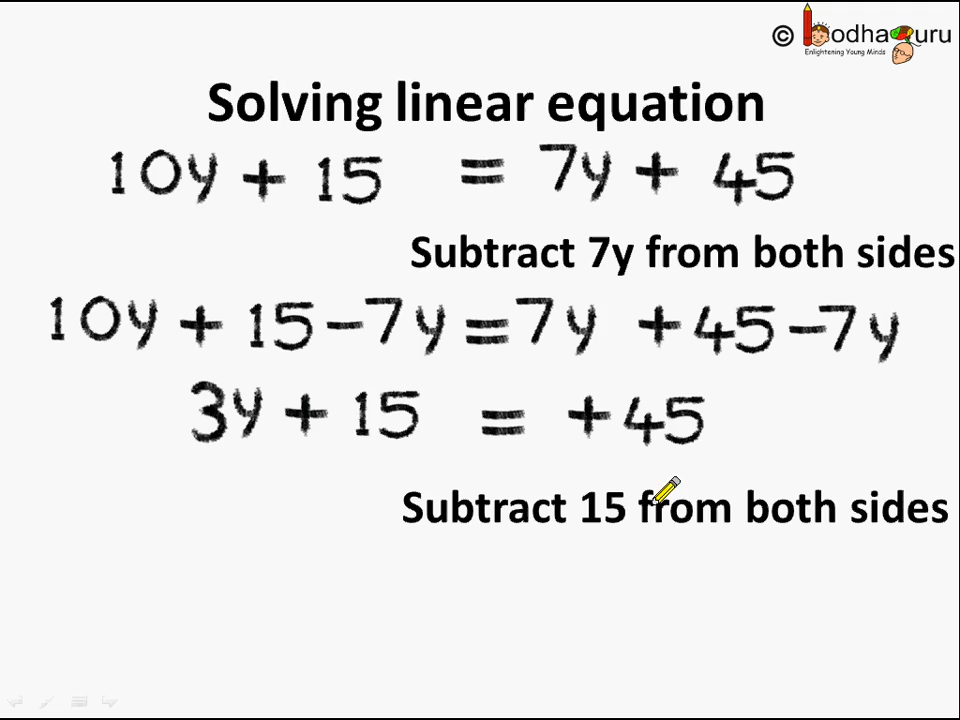 © BodhaGuru
Enlightening Young Minds
Solving linear equation
10y + 15 = 7y + 45
Subtract 7y from both sides
10y + 15 - 7y = 7y + 45 - 7y
3y + 15 = + 45
Subtract 15 from both sides